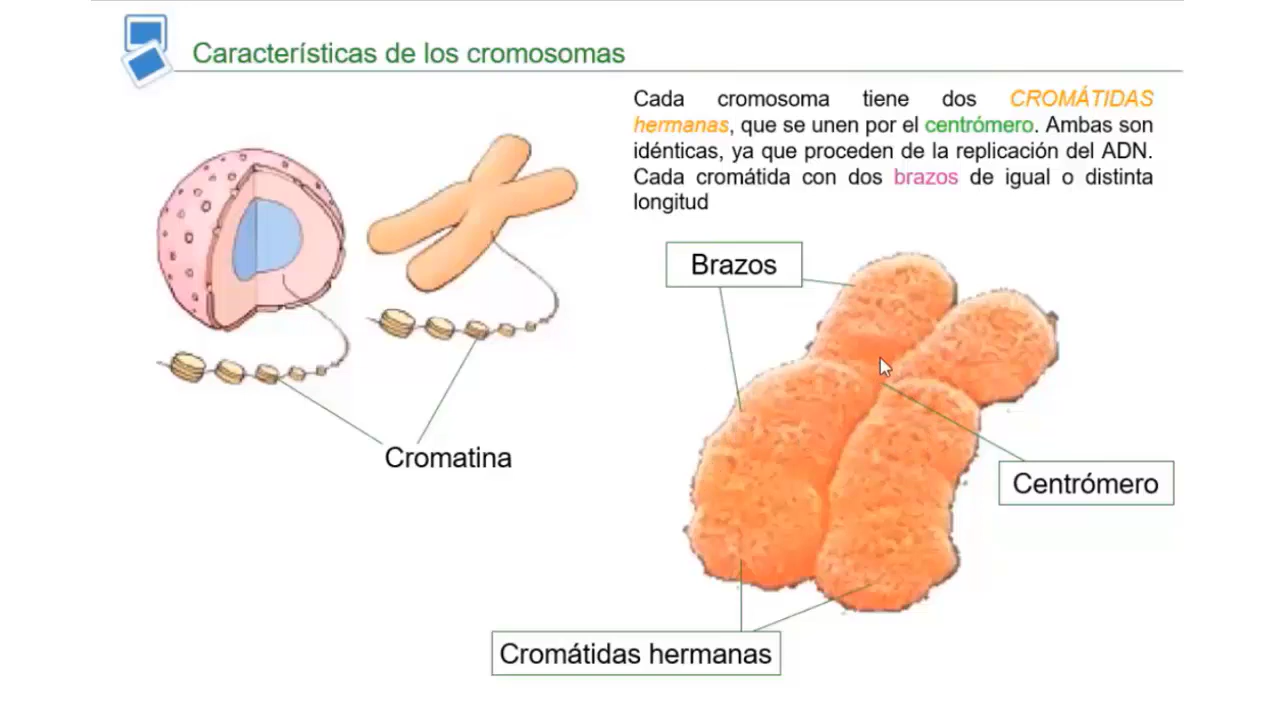 Características de los cromosomas
Cada cromosoma tiene dos CROMÁTIDAS
hermanas, que se unen por el centrómero. Ambas son
idénticas, ya que proceden de la replicación del ADN.
Cada cromátida con dos brazos de igual o distinta
longitud
Brazos
Cromatina
Centrómero
Cromátidas hermanas